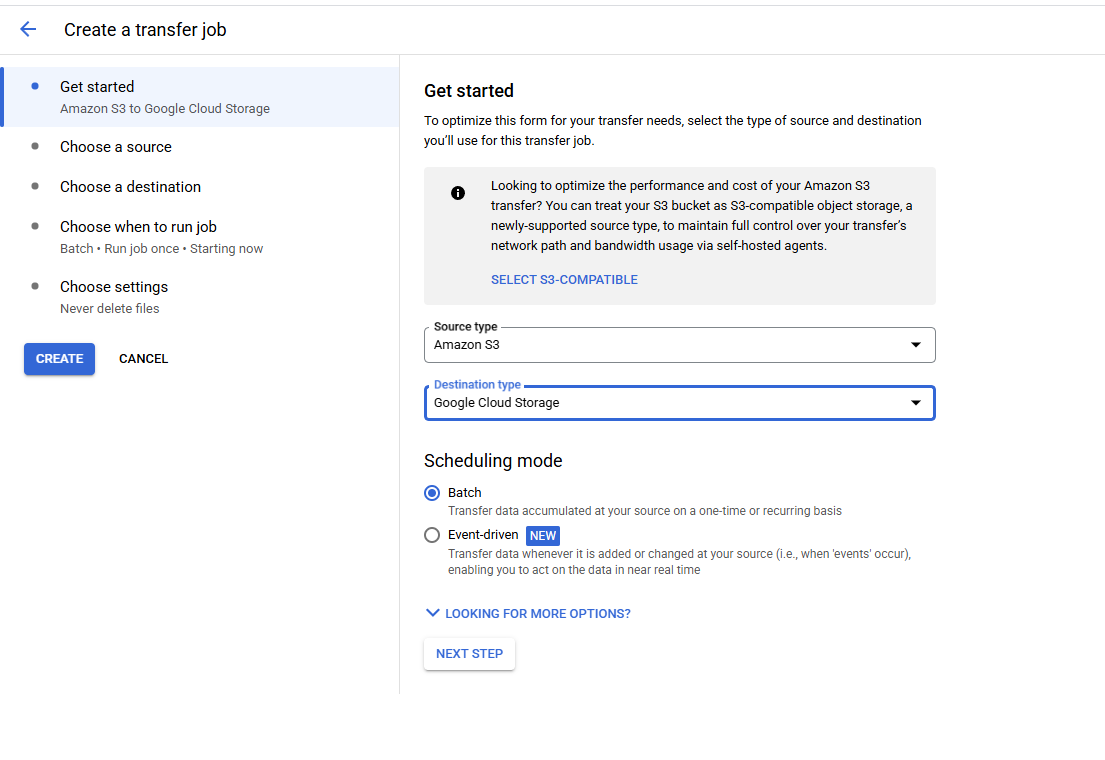 Create a transfer job
Get started
Amazon S3 to Google Cloud Storage
Choose a source
Choose a destination
Choose when to run job
Batch • Run job once • Starting now
Choose settings
Never delete files
CREATE
CANCEL
Get started
To optimize this form for your transfer needs, select the type of source and destination
you’ll use for this transfer job.
Looking to optimize the performance and cost of your Amazon S3
transfer? You can treat your S3 bucket as S3-compatible object storage, a
newly-supported source type, to maintain full control over your transfer’s
network path and bandwidth usage via self-hosted agents.
SELECT S3-COMPATIBLE
Source type
Amazon S3
Destination type
Google Cloud Storage
Scheduling mode
Batch
Transfer data accumulated at your source on a one-time or recurring basis
Event-driven NEW
Transfer data whenever it is added or changed at your source (i.e., when 'events' occur),
enabling you to act on the data in near real time
LOOKING FOR MORE OPTIONS?
NEXT STEP